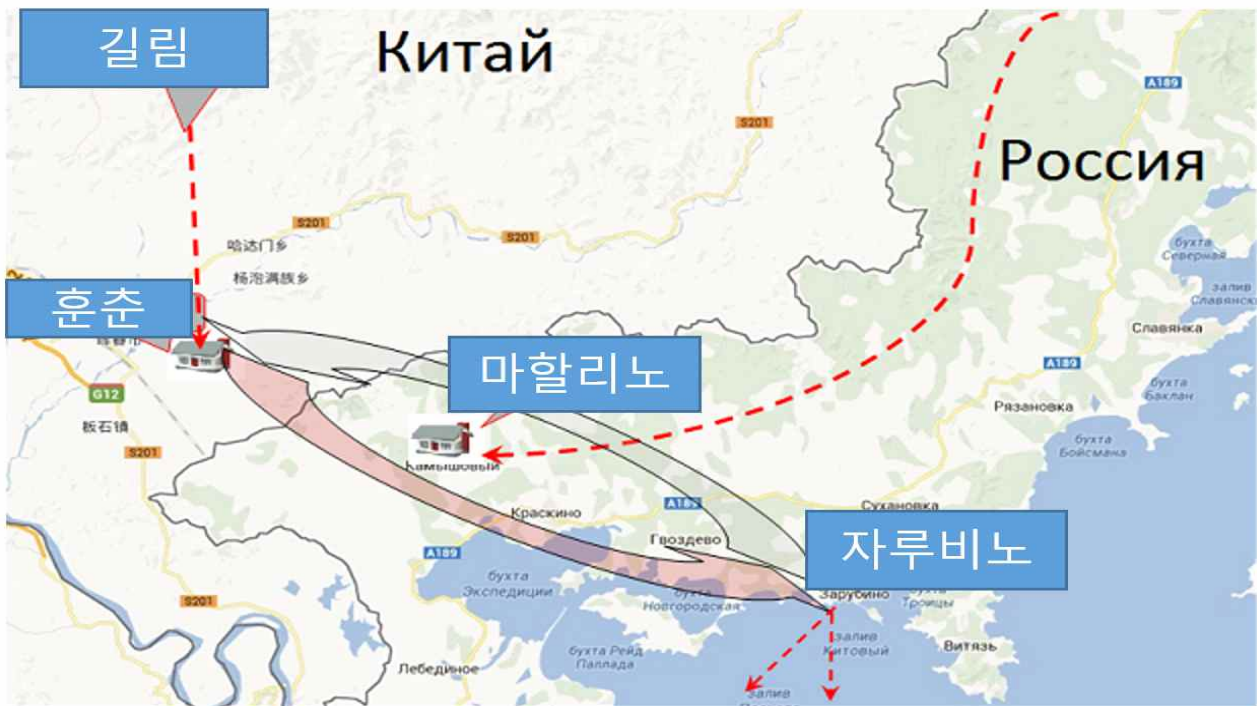 길림
Китай
A189
S201
Россия
S201
S201
哈达门乡
杨泡满族乡
бухта
Северная
залив
Славянск
훈춘
Славянка
마할리노
A189
G12
бухта
Баклан
Рязановка
板石镇
S201
бухта
Бойсмана
Камышовый
A189
Сухановка
Краскино
Гвоздево
자루비노
A189
бухта
Экспедиции
бухта
Новгородская
Зарубино
бухта
Троицы
S201
залив
Китовый
Витязь
бухта Рейд
Паллада
Лебединое
залив